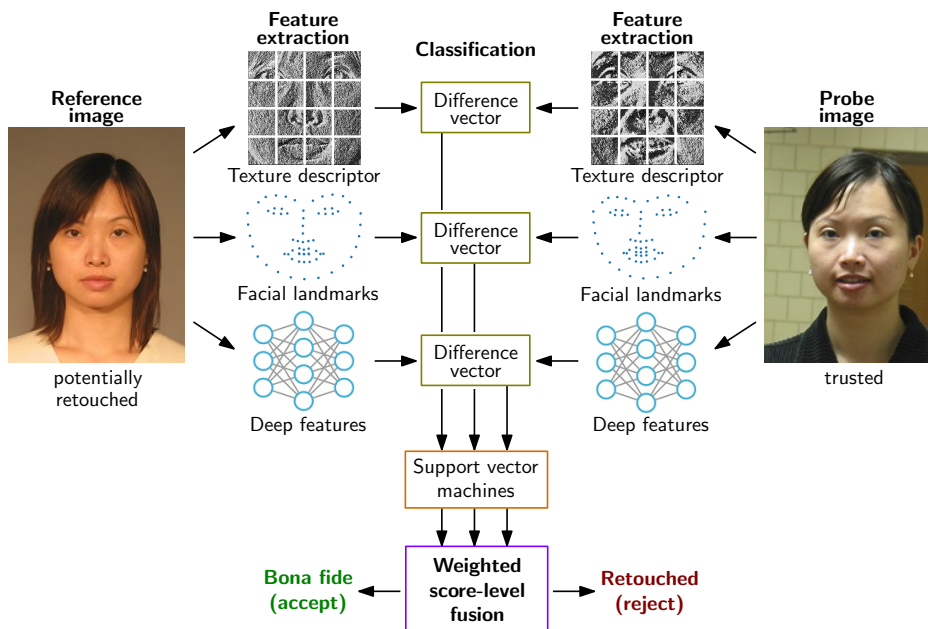 Feature
extraction
Classification
Feature
extraction
Reference
image
Difference
vector
Probe
image
Texture descriptor
Texture descriptor
Difference
vector
Facial landmarks
Facial landmarks
Difference
vector
potentially
retouched
trusted
Deep features
Deep features
Support vector
machines
Bona fide
(accept)
Weighted
score-level
fusion
Retouched
(reject)